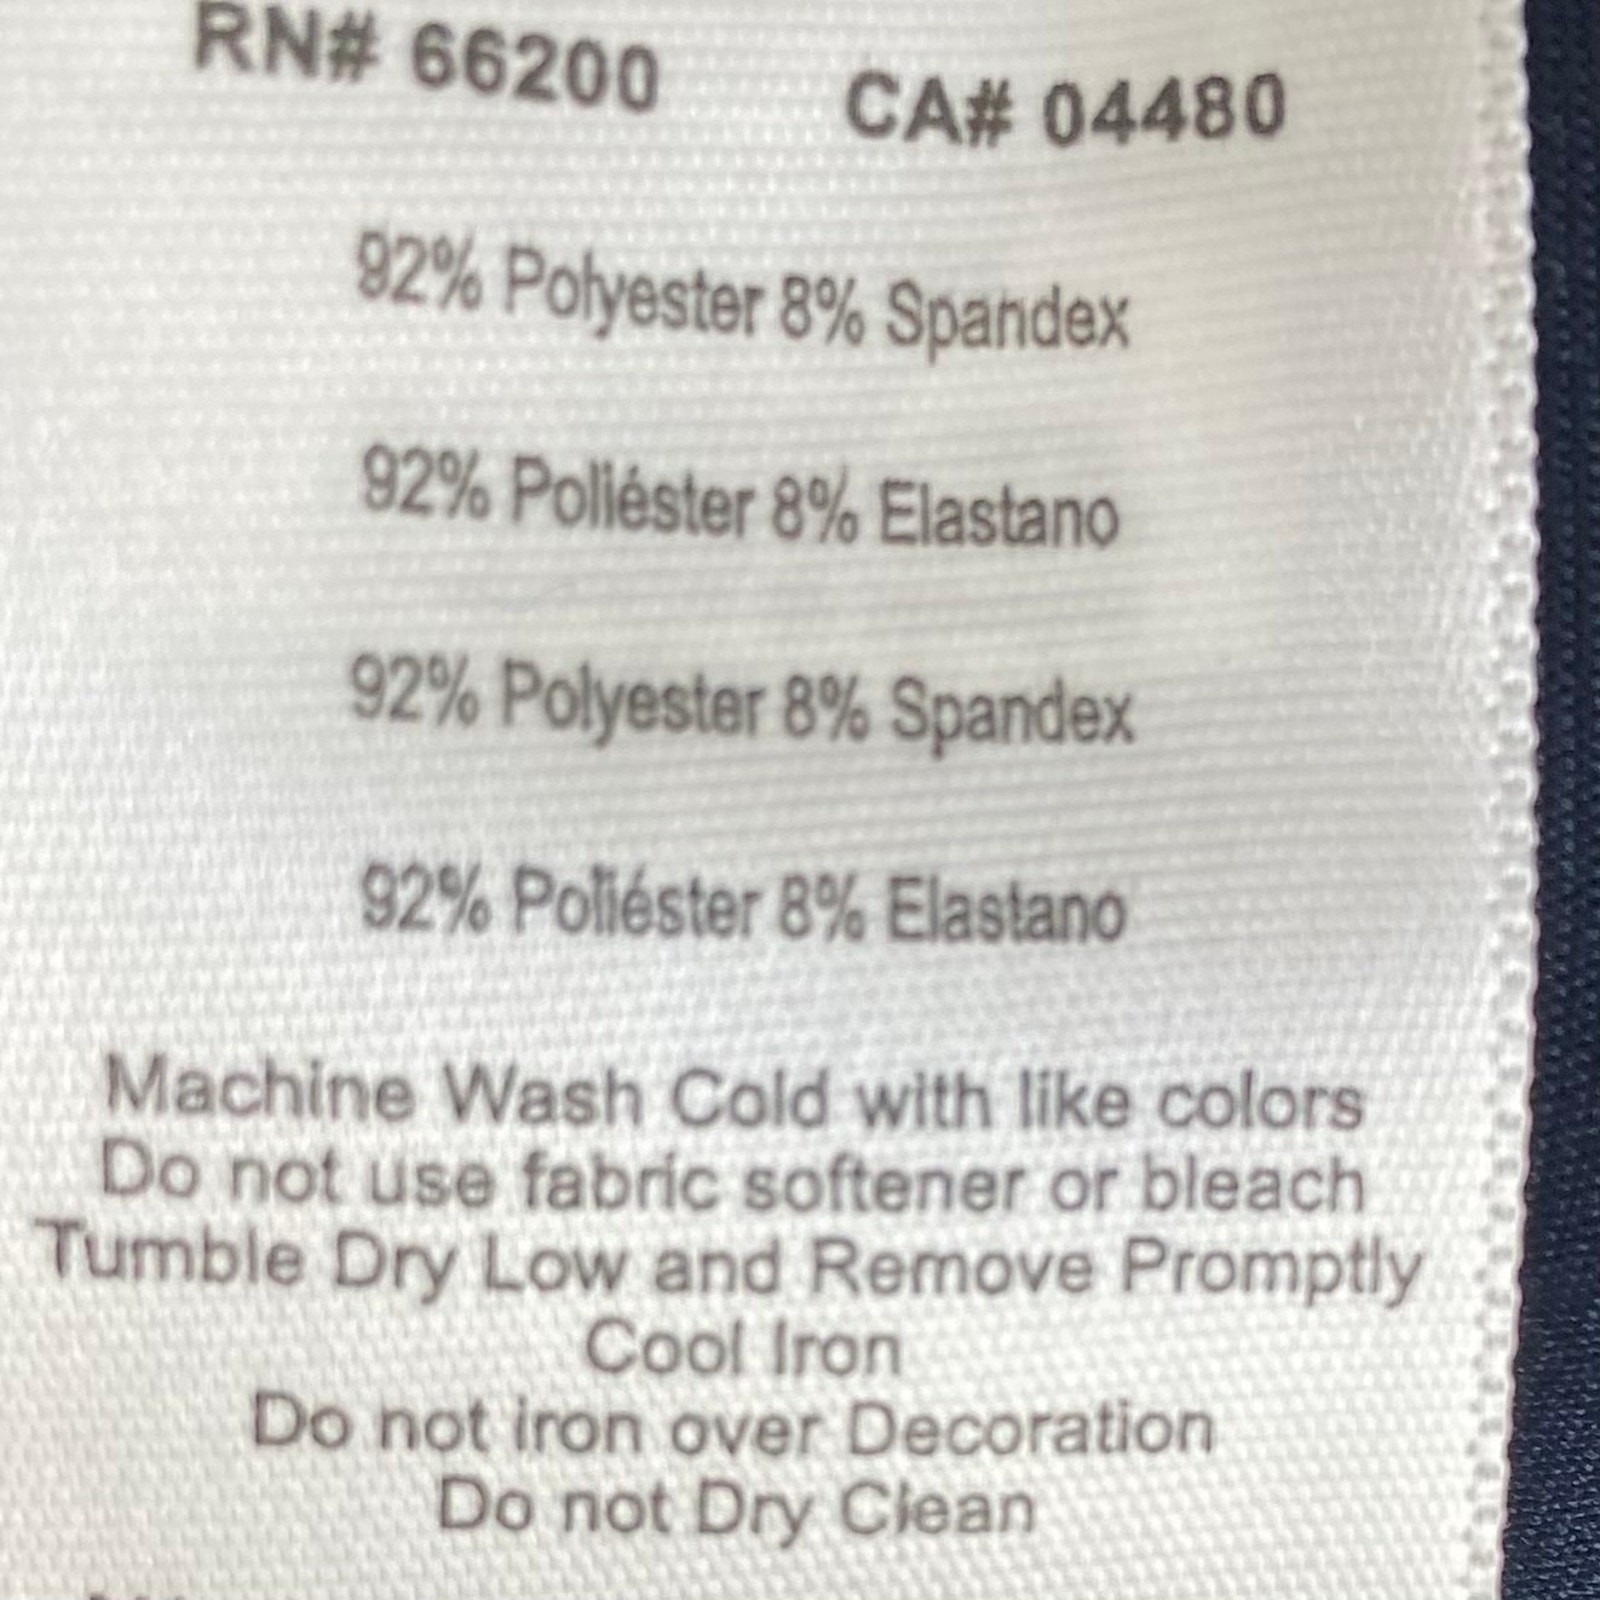 RN# 66200 CA# 04480
92% Polyester 8% Spandex
92% Poliéster 8% Elastano
92% Polyester 8% Spandex
92% Poliéster 8% Elastano
Machine Wash Cold with like colors
Do not use fabric softener or bleach
Tumble Dry Low and Remove Promptly
Cool Iron
Do not iron over Decoration
Do not Dry Clean